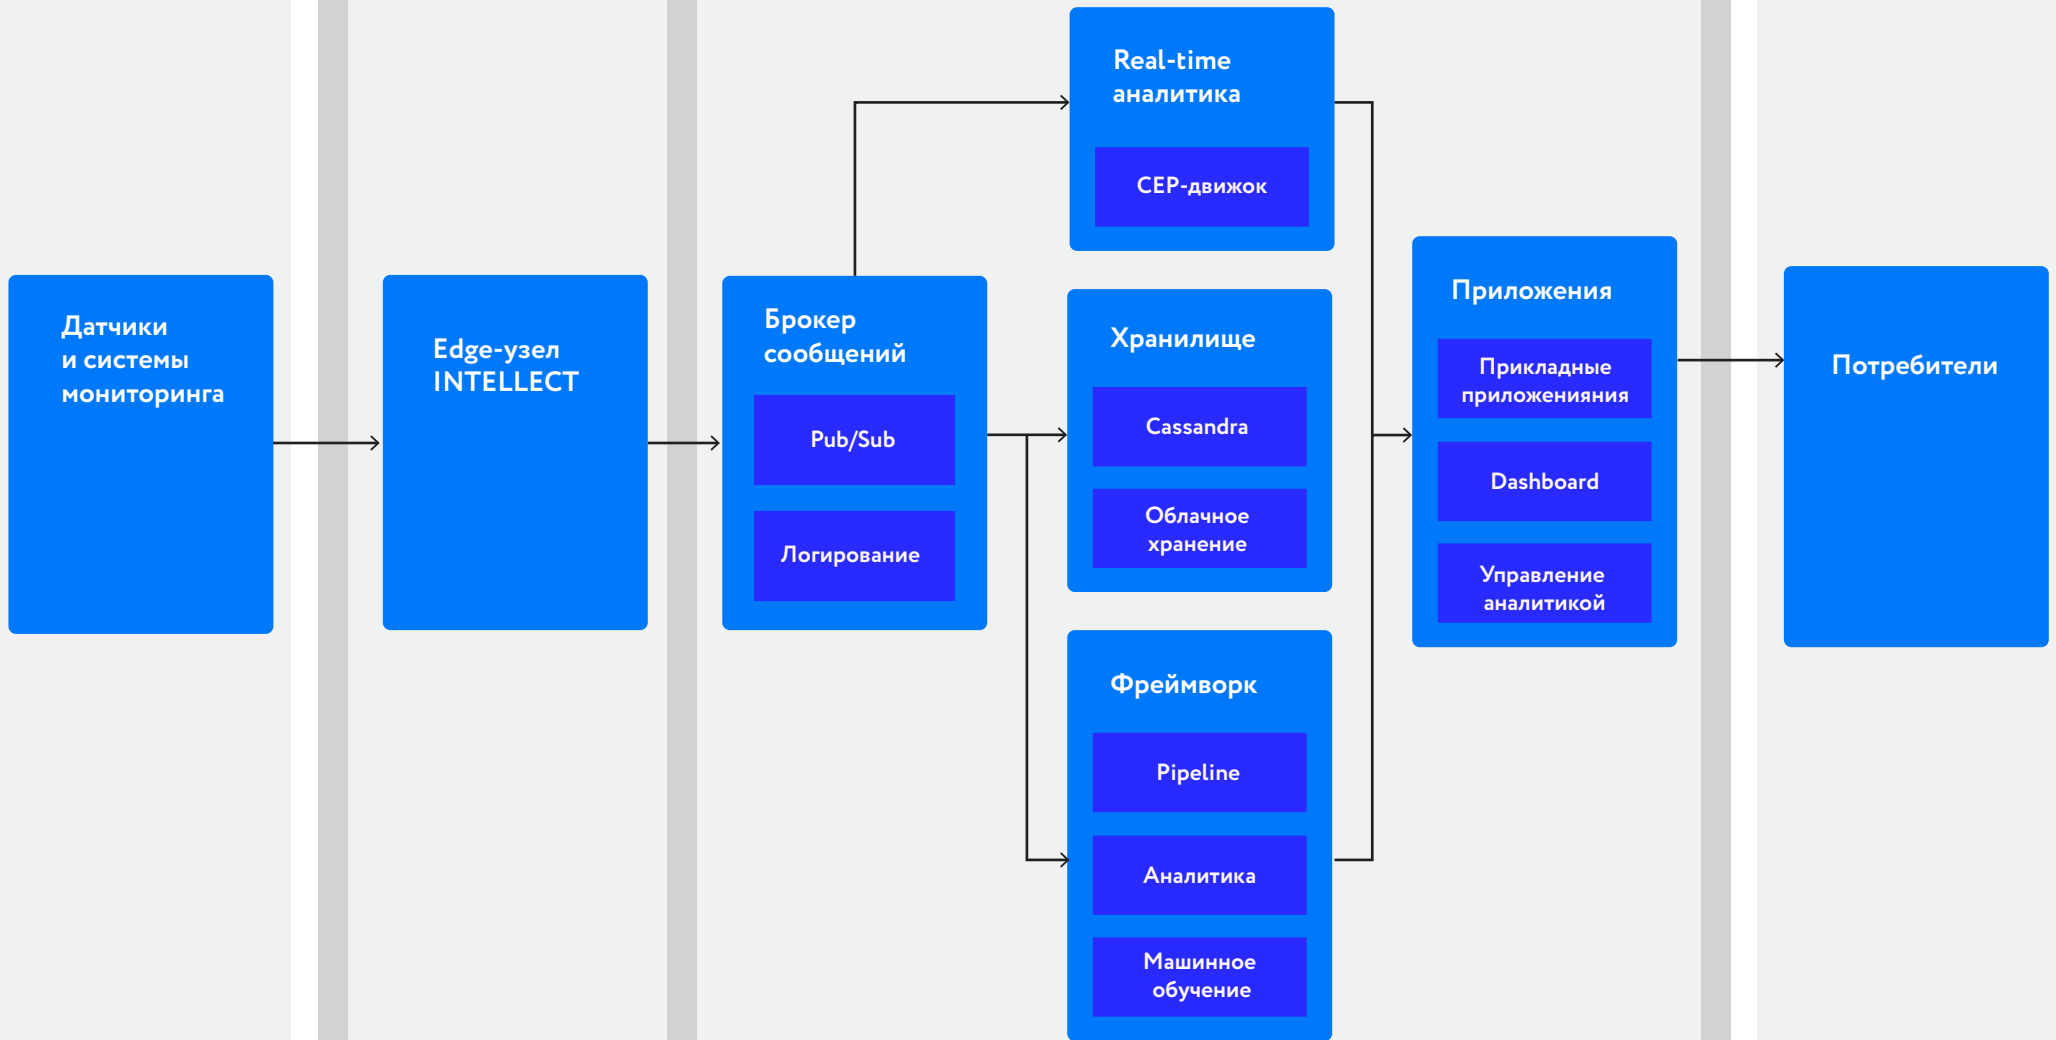 Датчики
и системы
мониторинга
Edge-узел
INTELLECT
Брокер
сообщений
Pub/Sub
Логирование
Real-time
аналитика
CEP-движок
Хранилище
Cassandra
Облачное
хранение
Фреймворк
Pipeline
Аналитика
Машинное
обучение
Приложения
Прикладные
приложенияния
Dashboard
Управление
аналитикой
Потребители